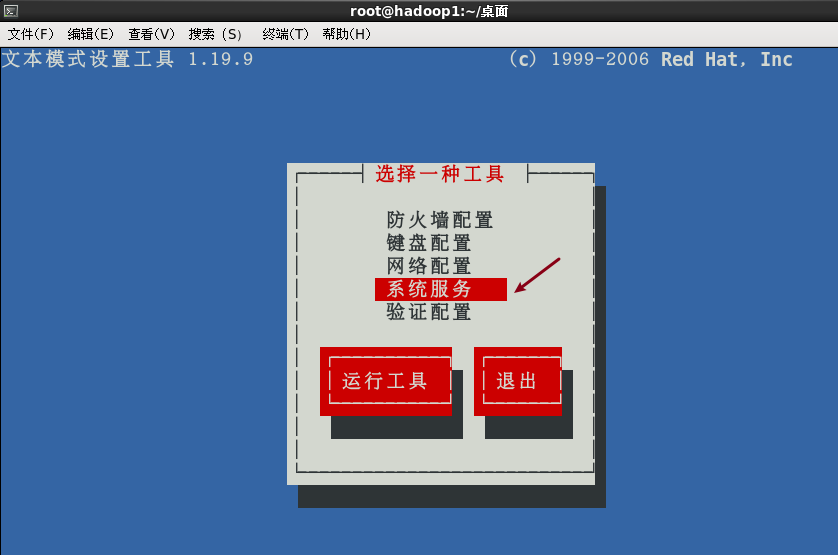 root@hadoop1:~/桌面
文件(F) 编辑(E) 查看(V) 搜索 (S) 终端(T) 帮助(H)
文本模式设置工具 1.19.9 (c) 1999-2006 Red Hat, Inc
选择一种工具
防火墙配置
键盘配置
网络配置
系统服务
验证配置
运行工具 退出